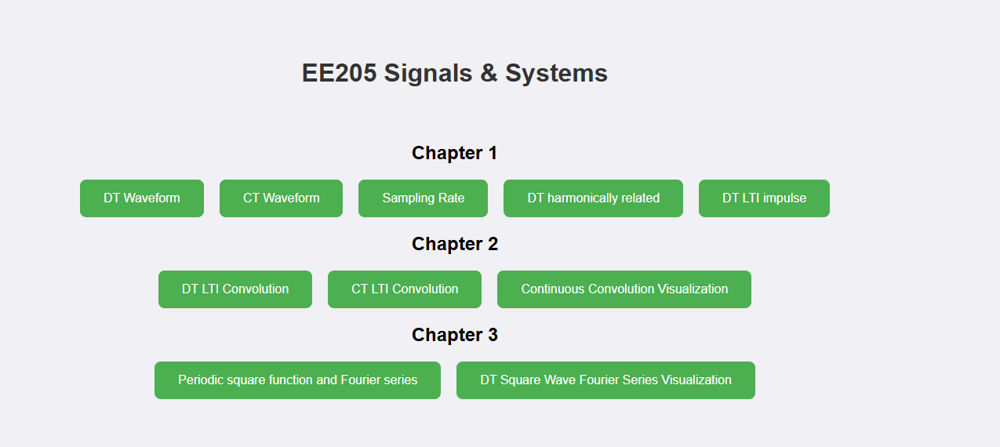 EE205 Signals & Systems
Chapter 1
DT Waveform CT Waveform Sampling Rate DT harmonically related DT LTI impulse
Chapter 2
DT LTI Convolution CT LTI Convolution Continuous Convolution Visualization
Chapter 3
Periodic square function and Fourier series DT Square Wave Fourier Series Visualization